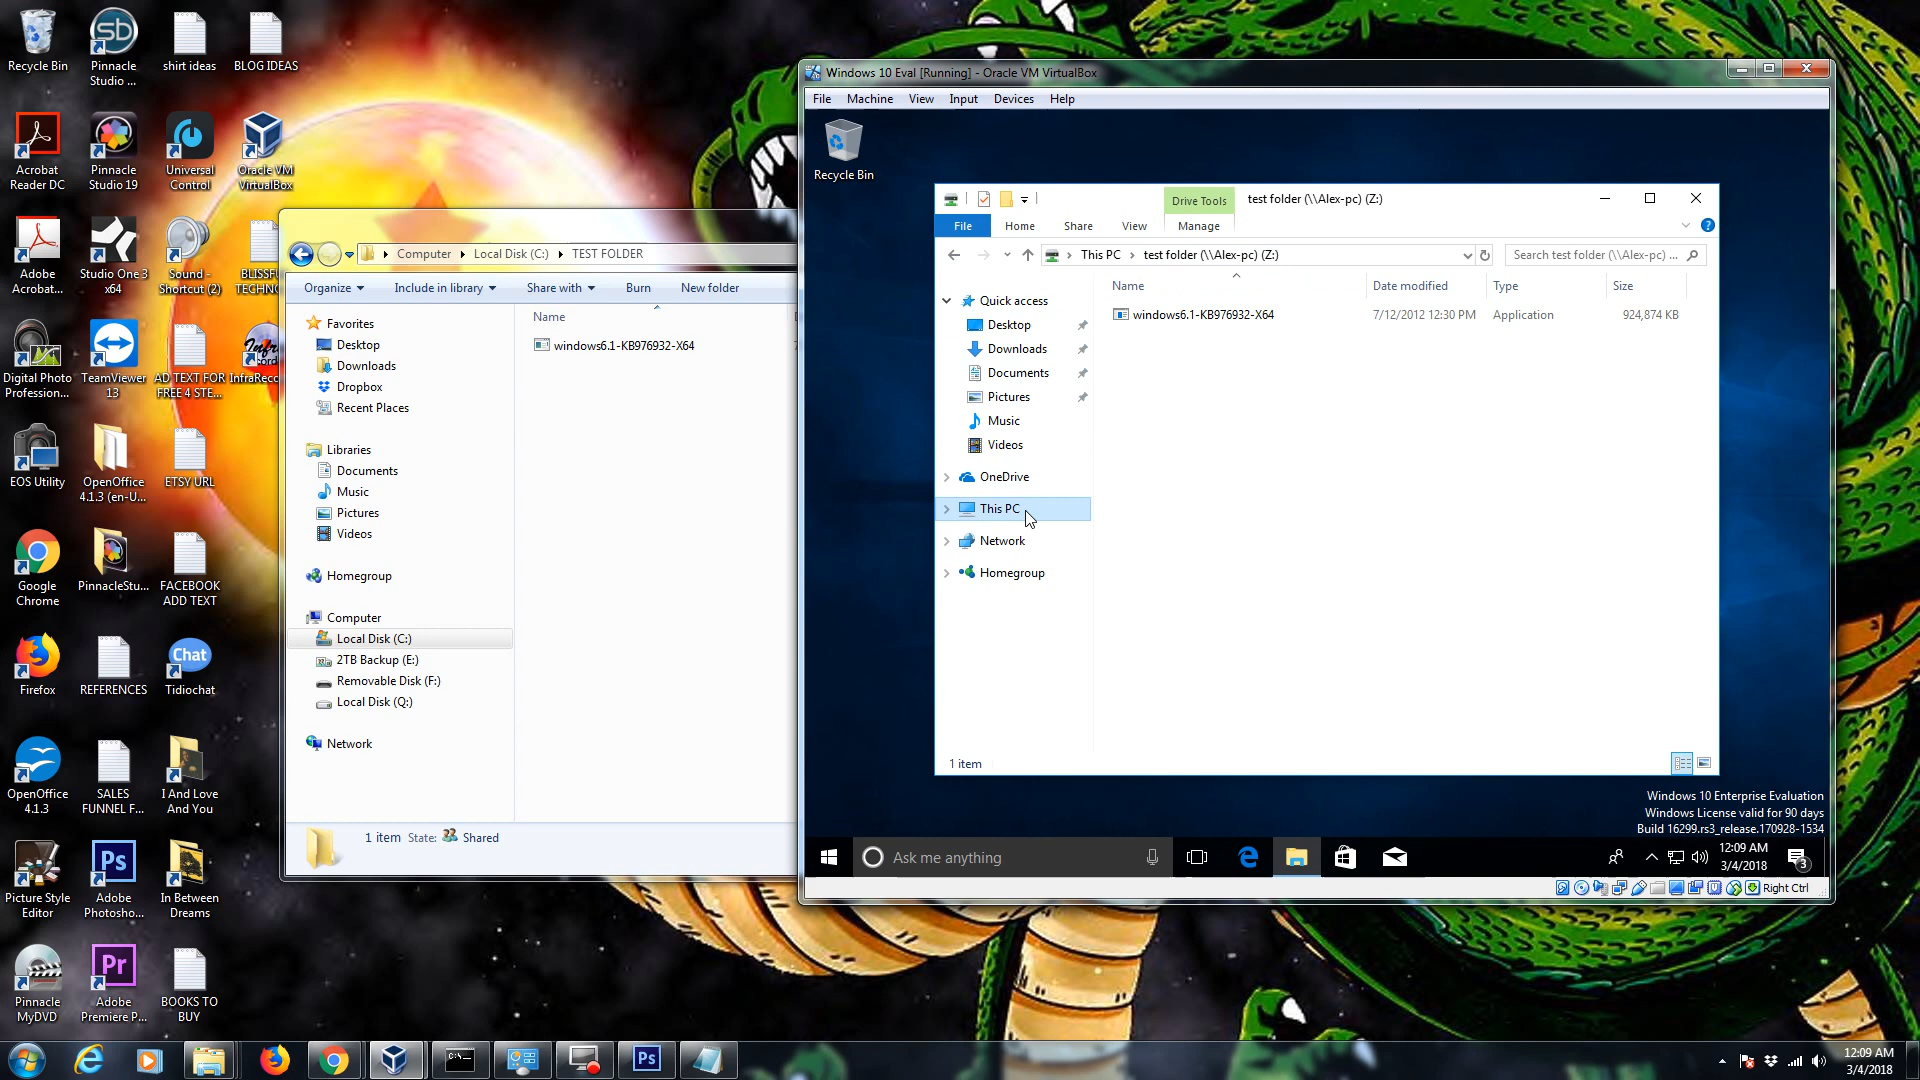 Recycle Bin
Pinnacle
Studio ...
shirt ideas
BLOG IDEAS
Acrobat
Reader DC
Pinnacle
Studio 19
Universal
Control
Oracle VM
VirtualBox
Adobe
Acrobat...
Studio One 3
x64
Sound -
Shortcut (2)
Digital Photo
Profession...
TeamViewer
13
AD TEXT FOR
FREE 4 STE...
EOS Utility
OpenOffice
4.1.3 (en-U...
ETSY URL
Google
Chrome
PinnacleStu...
FACEBOOK
ADD TEXT
Firefox
REFERENCES
Chat
Tidiochat
OpenOffice
4.1.3
SALES
FUNNEL F...
I And Love
And You
Picture Style
Editor
Ps
Adobe
Photosho...
In Between
Dreams
Pinnacle
MyDVD
Pr
Adobe
Premiere P...
BOOKS TO
BUY
Computer
Local Disk (C:)
TEST FOLDER
Organize
Include in library
Share with
Burn
New folder
Favorites
Desktop
Downloads
Dropbox
Recent Places
Libraries
Documents
Music
Pictures
Videos
Homegroup
Computer
Local Disk (C:)
2TB Backup (E:)
Removable Disk (F:)
Local Disk (Q:)
Network
Name
windows6.1-KB976932-X64
1 item State: Shared
Windows 10 Eval [Running] - Oracle VM VirtualBox
File Machine View Input Devices Help
Recycle Bin
Drive Tools
test folder (\\Alex-pc) (Z:)
File Home Share View Manage
This PC
test folder (\\Alex-pc) (Z:)
Search test folder (\\Alex-pc) ...
Quick access
Desktop
Downloads
Documents
Pictures
Music
Videos
OneDrive
This PC
Network
Homegroup
Name Date modified Type Size
windows6.1-KB976932-X64 7/12/2012 12:30 PM Application 924,874 KB
1 item
Windows 10 Enterprise Evaluation
Windows License valid for 90 days
Build 16299.rs3_release.170928-1534
Ask me anything
12:09 AM
3/4/2018
3
Right Ctrl
Ps
12:09 AM
3/4/2018